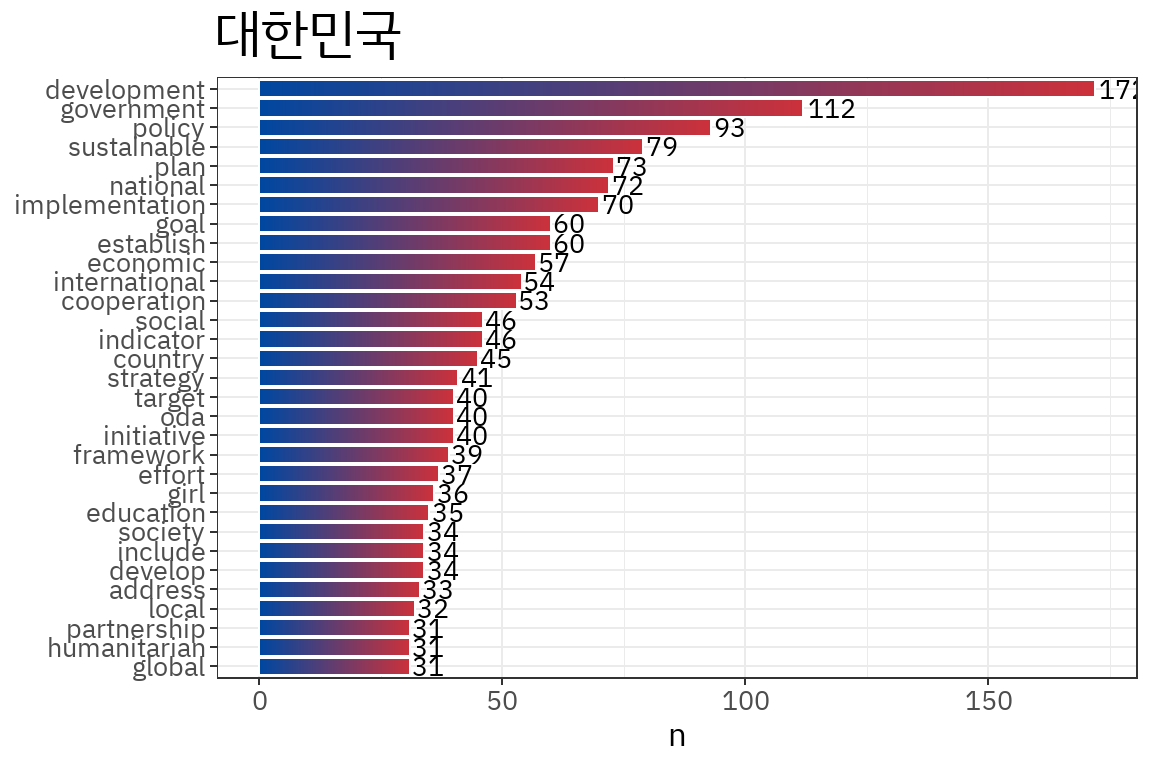 대한민국
development 172
government 112
policy 93
sustainable 79
plan 73
national 72
implementation 70
goal 60
establish 60
economic 57
international 54
cooperation 53
social 46
indicator 46
country 45
strategy 41
target 40
oda 40
initiative 40
framework 39
effort 37
girl 36
education 35
society 34
include 34
develop 34
address 33
local 32
partnership 31
humanitarian 31
global 31
0 50 100 150
n